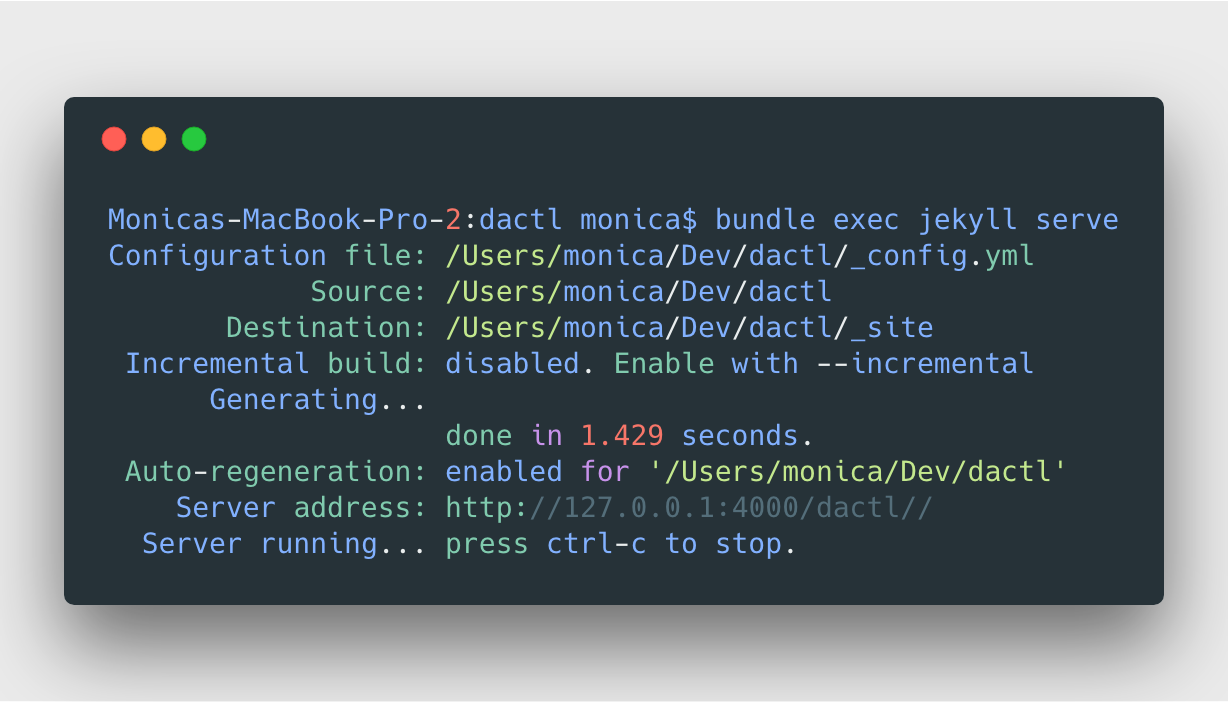 Monicas-MacBook-Pro-2:dactl monica$ bundle exec jekyll serve
Configuration file: /Users/monica/Dev/dactl/_config.yml
Source: /Users/monica/Dev/dactl
Destination: /Users/monica/Dev/dactl/_site
Incremental build: disabled. Enable with --incremental
Generating...
done in 1.429 seconds.
Auto-regeneration: enabled for '/Users/monica/Dev/dactl'
Server address: http://127.0.0.1:4000/dactl//
Server running... press ctrl-c to stop.